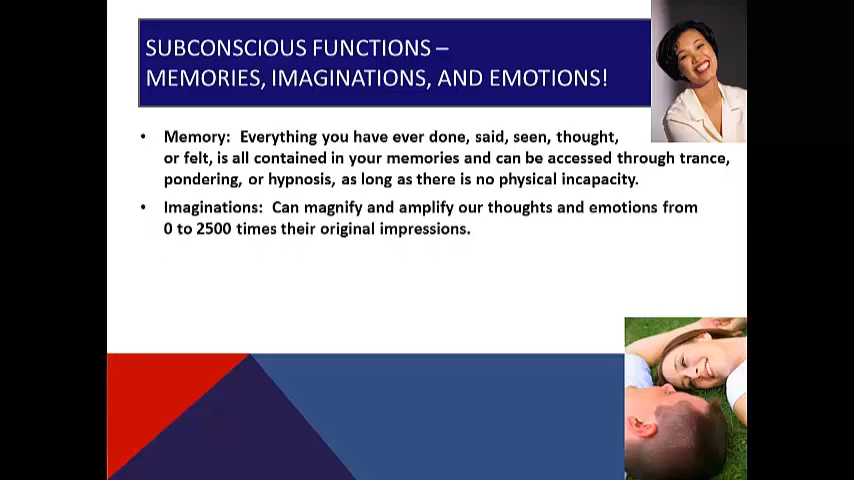 SUBCONSCIOUS FUNCTIONS –
MEMORIES, IMAGINATIONS, AND EMOTIONS!
• Memory: Everything you have ever done, said, seen, thought,
or felt, is all contained in your memories and can be accessed through trance,
pondering, or hypnosis, as long as there is no physical incapacity.
• Imaginations: Can magnify and amplify our thoughts and emotions from
0 to 2500 times their original impressions.